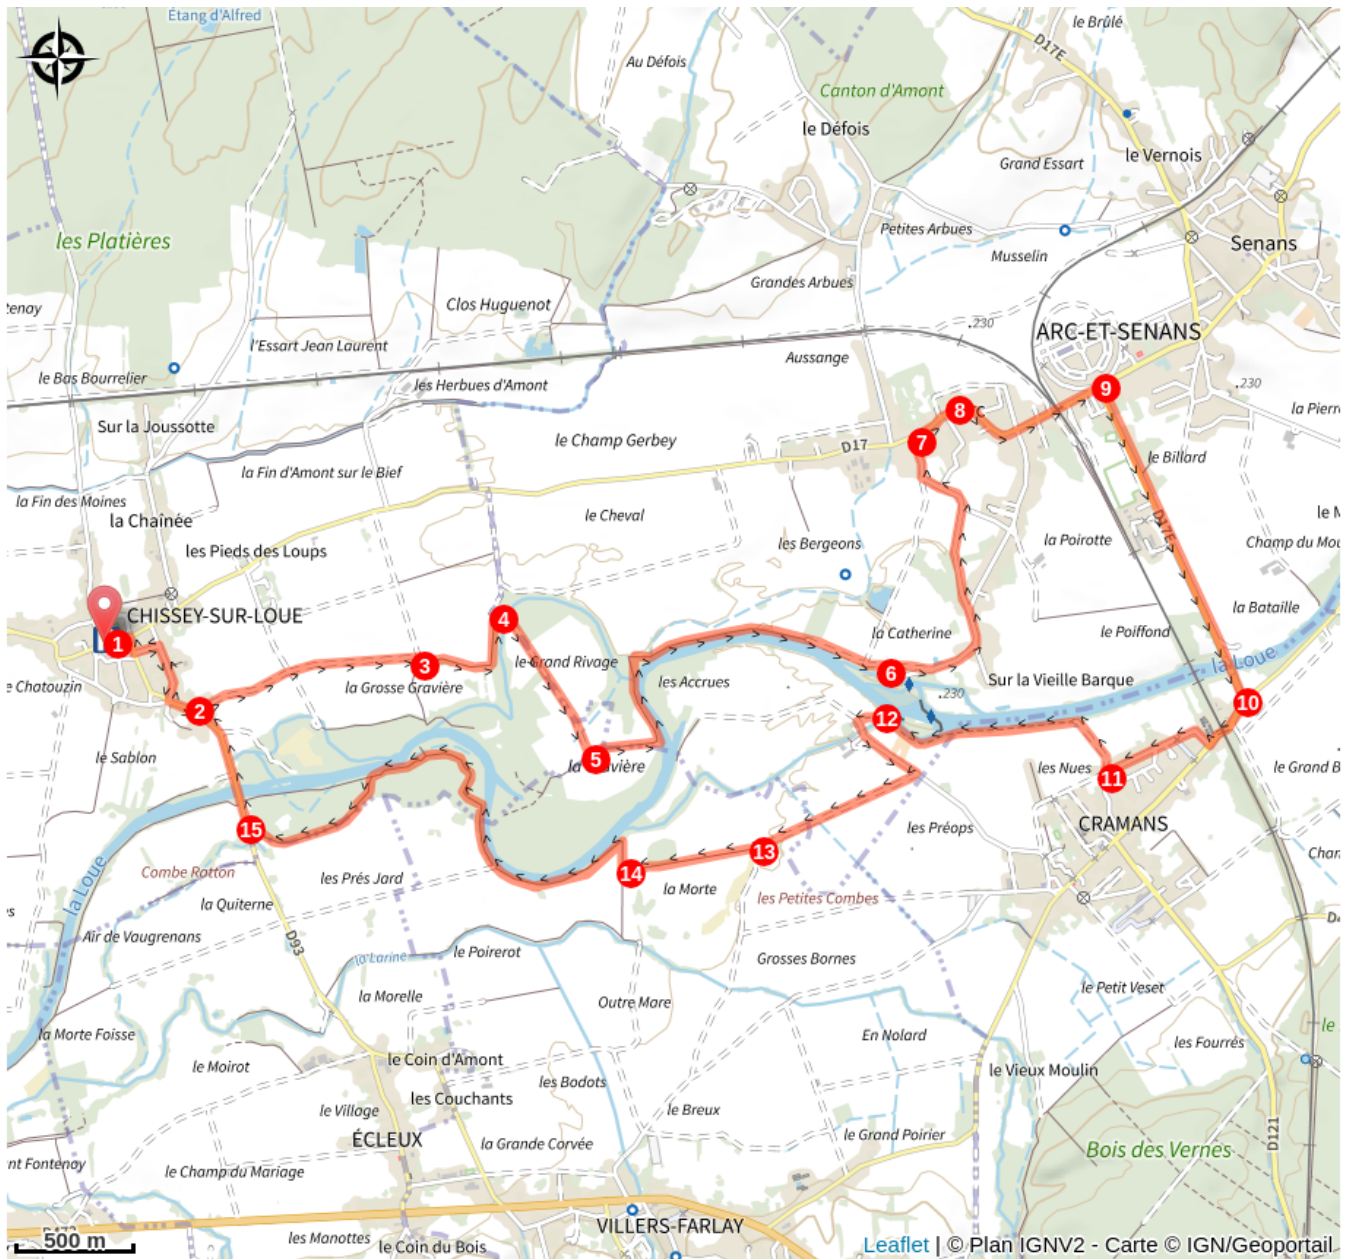 Étang d'Alfred
le Brûlé
D17E
Au Défois
Canton d'Amont
le Défois
le Vernois
Grand Essart
Petites Arbues
Senans
les Platières
Musselin
Grandes Arbues
Clos Huguenot
.230
ARC-ET-SENANS
l'Essart Jean Laurent
Aussange
le Bas Bourrelier
les Herbues d'Amont
.230
9
8
Sur la Joussotte
le Champ Gerbey
D17
7
le Billard
la Fin d'Amont sur le Bief
la Fin des Moines
le Cheval
la Chaînée
D17E
les Pieds des Loups
les Bergeons
la Poirotte
CHISSEY-SUR-LOUE
4
la Bataille
1
la Catherine
le Poiffond
3
le Grand Rivage
la Loue
la Grosse Gravière
les Accrues
6
Sur la Vieille Barque
.230
2
12
10
le Sablon
5
les Nues
11
CRAMANS
15
les Préops
13
14
Combe Ratton
les Prés Jard
la Morte
les Petites Combes
la Loue
la Quiterne
Air de Vaugrenans
D93
la Larine
le Poirerot
Grosses Bornes
la Morelle
Outre Mare
le Petit Veset
la Morte Foisse
En Nolard
les Fourrés
le Moirot
le Coin d'Amont
le Vieux Moulin
les Bodots
les Couchants
le Village
le Breux
ÉCLEUX
la Grande Corvée
le Grand Poirier
D121
Bois des Vernes
le Champ du Mariage
VILLERS-FARLAY
les Manottes
le Coin du Bois
500 m
Leaflet | © Plan IGNV2 - Carte © IGN/Geoportail